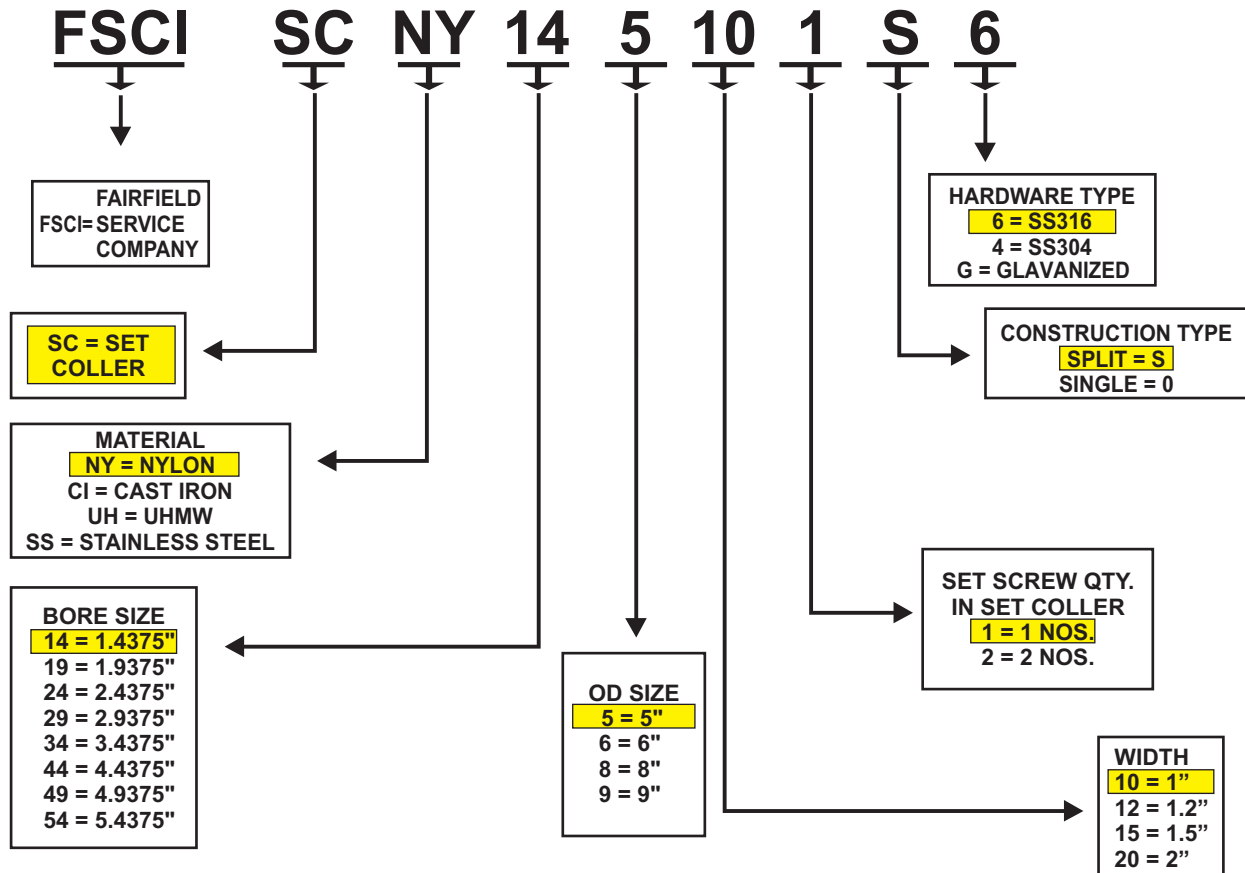 FSCI SC NY 14 5 10 1 S 6
FAIRFIELD
FSCI= SERVICE
COMPANY
SC = SET
COLLER
MATERIAL
NY = NYLON
CI = CAST IRON
UH = UHMW
SS = STAINLESS STEEL
BORE SIZE
14 = 1.4375"
19 = 1.9375"
24 = 2.4375"
29 = 2.9375"
34 = 3.4375"
44 = 4.4375"
49 = 4.9375"
54 = 5.4375"
OD SIZE
5 = 5"
6 = 6"
8 = 8"
9 = 9"
WIDTH
10 = 1”
12 = 1.2”
15 = 1.5”
20 = 2”
SET SCREW QTY.
IN SET COLLER
1 = 1 NOS.
2 = 2 NOS.
CONSTRUCTION TYPE
SPLIT = S
SINGLE = 0
HARDWARE TYPE
6 = SS316
4 = SS304
G = GLAVANIZED